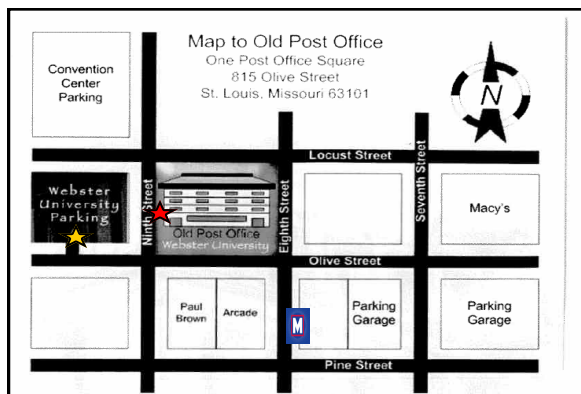 Map to Old Post Office
One Post Office Square
815 Olive Street
St. Louis, Missouri 63101
Convention
Center
Parking
N
Locust Street
Webster
University
Parking
Ninth Street
Old Post Office
Webster University
Eighth Street
Seventh Street
Macy's
Olive Street
Paul
Brown
Arcade
M
Parking
Garage
Parking
Garage
Pine Street